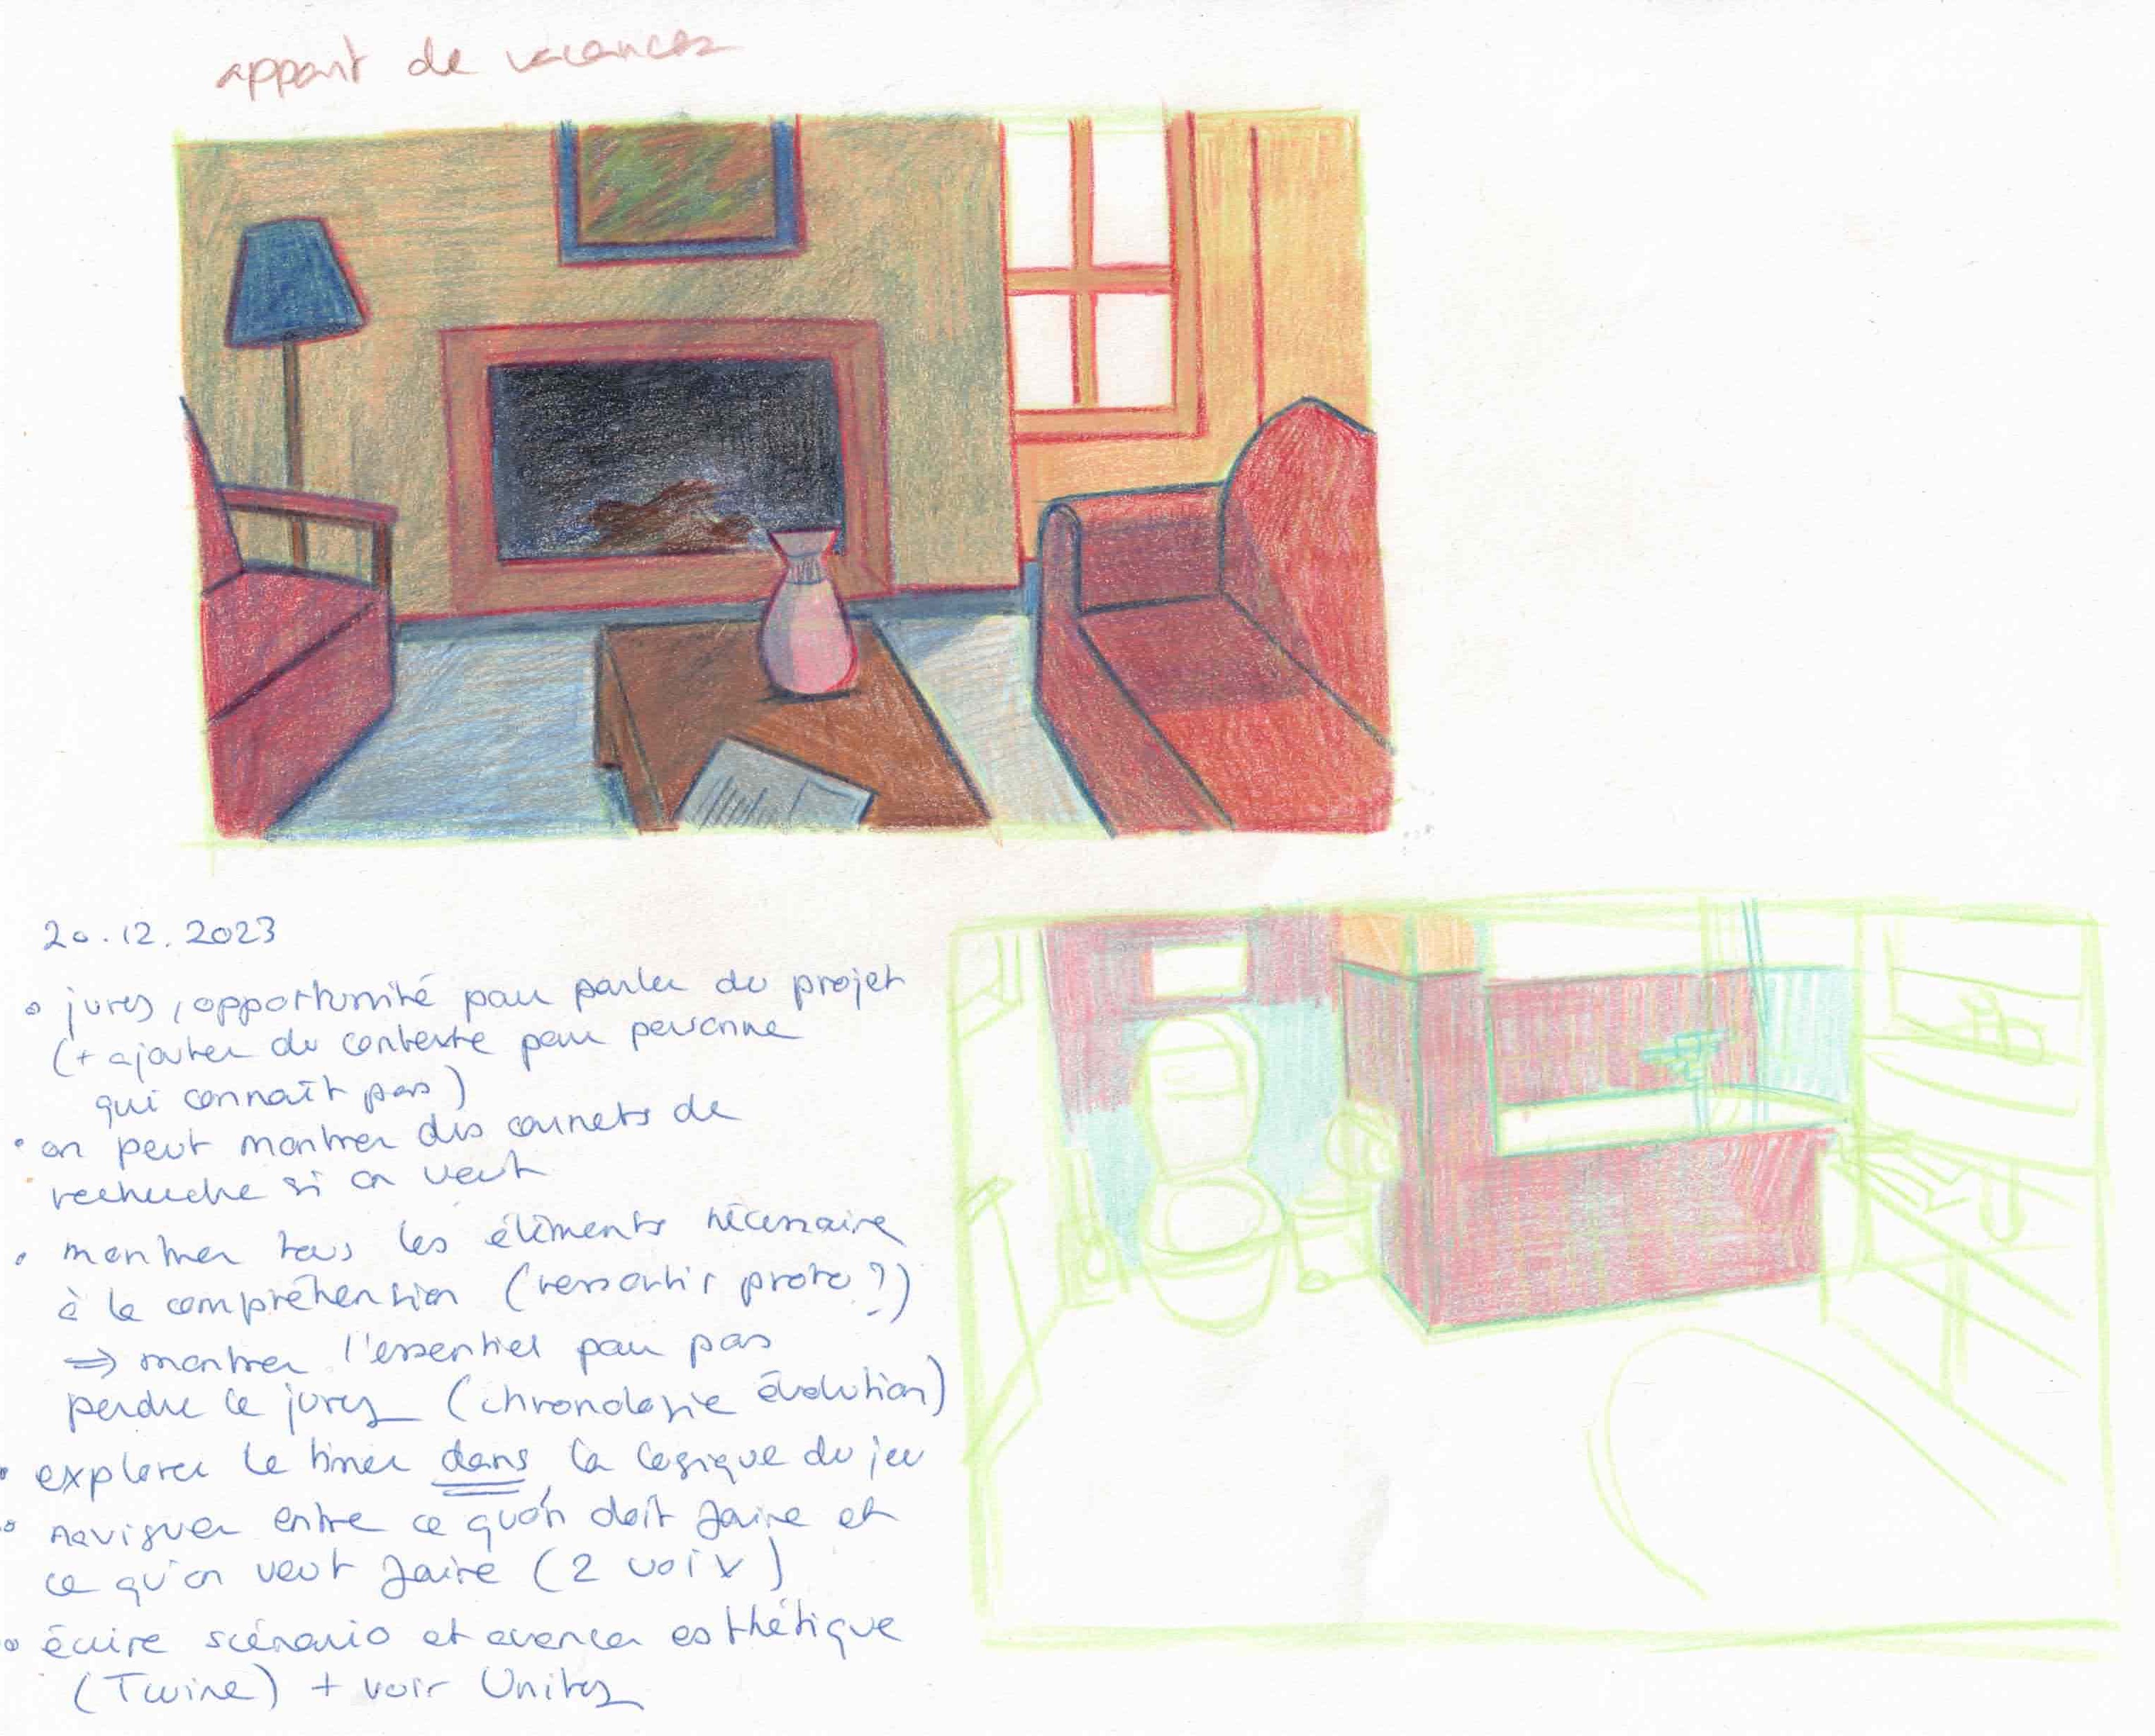 appart de vacances
20.12.2023
• jurys, opportunité pour parler du projet
(+ ajouter du contexte pour personne
qui connaît pas)
• on peut montrer des carnets de
recherche si on veut
• montrer tous les éléments nécessaire
à la compréhension (ressortir proto ?)
⇒ montrer l'essentiel pour pas
perdre le jury (chronologie évolution)
• explorer le timer dans la logique du jeu
• naviguer entre ce qu'on doit faire et
ce qu'on veut faire (2 voix)
• écrire scénario et avancer esthétique
(Twine) + voir Unity